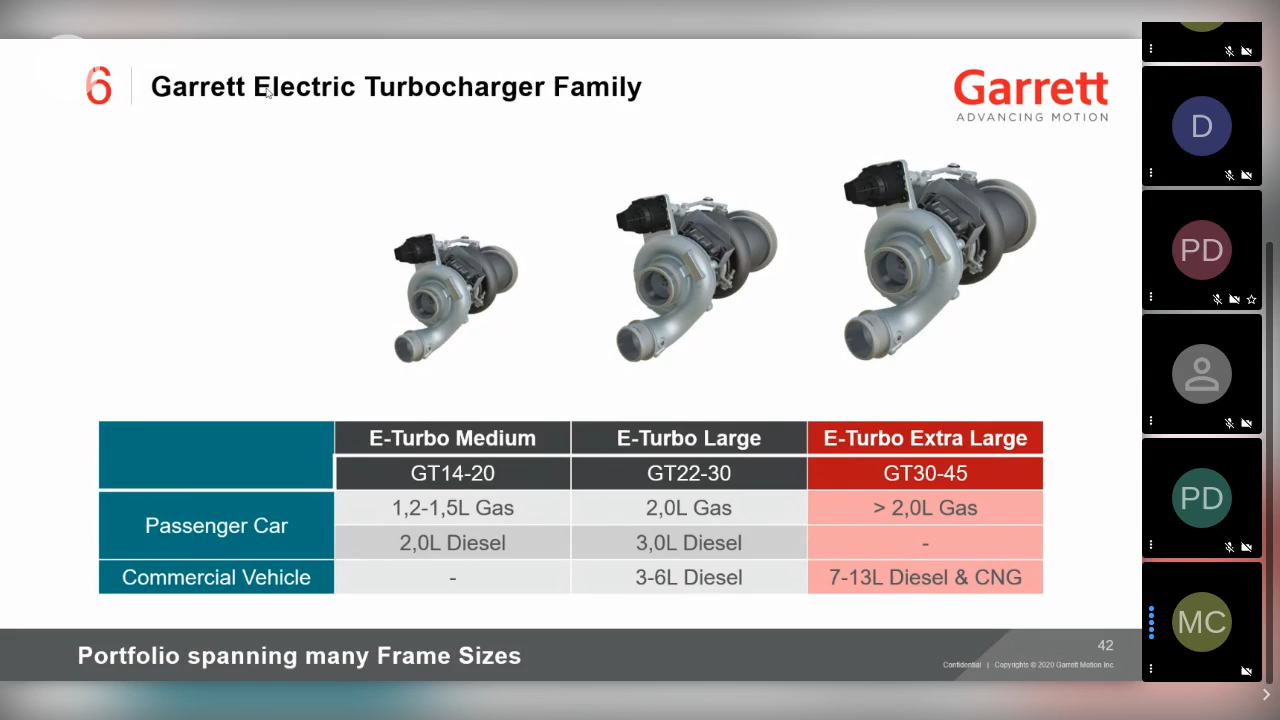 6
Garrett Electric Turbocharger Family
Garrett
ADVANCING MOTION
E-Turbo Medium
E-Turbo Large
E-Turbo Extra Large
GT14-20
GT22-30
GT30-45
Passenger Car
1,2-1,5L Gas
2,0L Gas
> 2,0L Gas
2,0L Diesel
3,0L Diesel
-
Commercial Vehicle
-
3-6L Diesel
7-13L Diesel & CNG
Portfolio spanning many Frame Sizes
42
Confidential | Copyrights © 2020 Garrett Motion Inc
D
PD
PD
MC